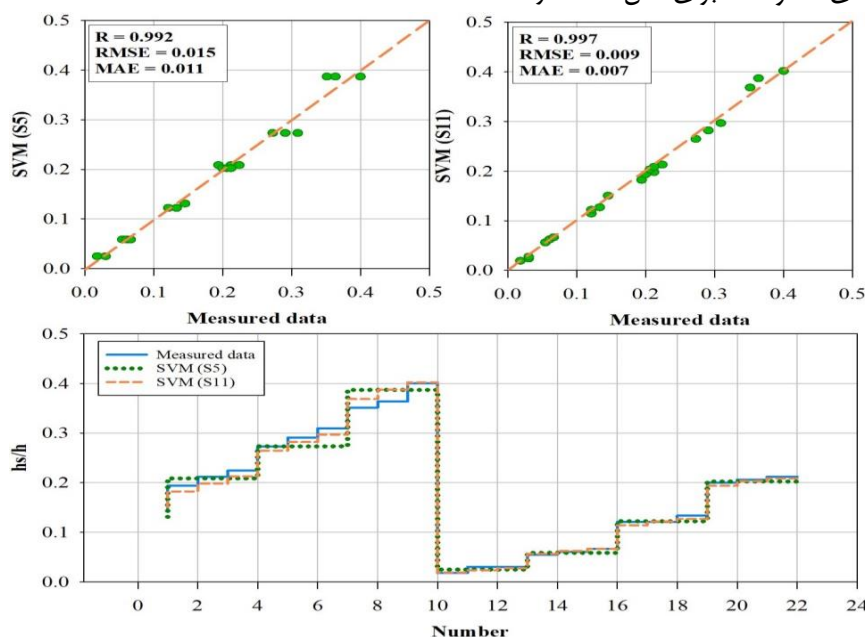 R = 0.992
RMSE = 0.015
MAE = 0.011
SVM (S5)
0.5
0.4
0.3
0.2
0.1
0.0
0.0 0.1 0.2 0.3 0.4 0.5
Measured data
R = 0.997
RMSE = 0.009
MAE = 0.007
SVM (S11)
0.5
0.4
0.3
0.2
0.1
0.0
0.0 0.1 0.2 0.3 0.4 0.5
Measured data
Measured data
SVM (S5)
SVM (S11)
hs/h
0.5
0.4
0.3
0.2
0.1
0.0
0 2 4 6 8 10 12 14 16 18 20 22 24
Number